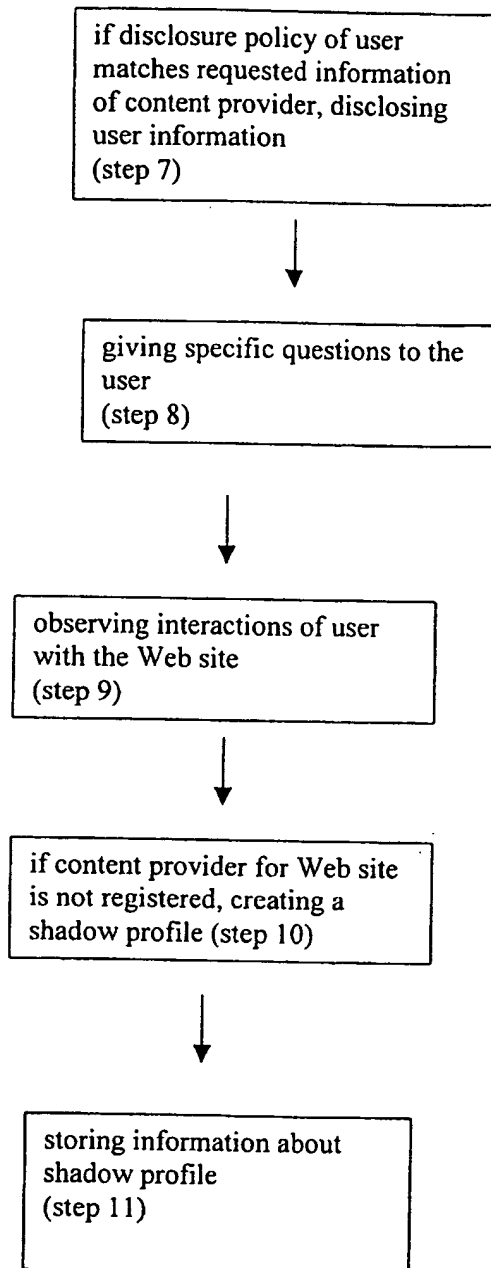 if disclosure policy of user
matches requested information
of content provider, disclosing
user information
(step 7)
giving specific questions to the
user
(step 8)
observing interactions of user
with the Web site
(step 9)
if content provider for Web site
is not registered, creating a
shadow profile (step 10)
storing information about
shadow profile
(step 11)